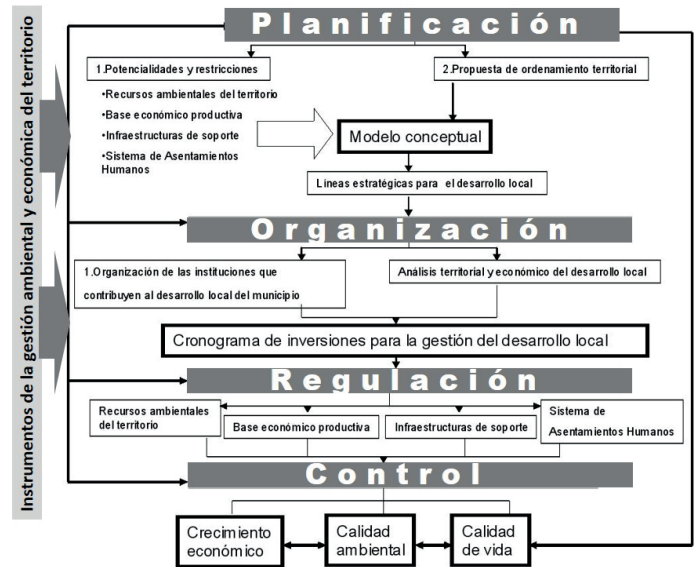 Instrumentos de la gestión ambiental y económica del territorio
Planificación
1.Potencialidades y restricciones
2.Propuesta de ordenamiento territorial
•Recursos ambientales del territorio
•Base económico productiva
•Infraestructuras de soporte
•Sistema de Asentamientos
Humanos
Modelo conceptual
Líneas estratégicas para el desarrollo local
Organización
1.Organización de las instituciones que
contribuyen al desarrollo local del municipio
Análisis territorial y económico del desarrollo local
Cronograma de inversiones para la gestión del desarrollo local
Regulación
Recursos ambientales
del territorio
Base económico productiva
Infraestructuras de soporte
Sistema de
Asentamientos Humanos
Control
Crecimiento
económico
Calidad
ambiental
Calidad
de vida